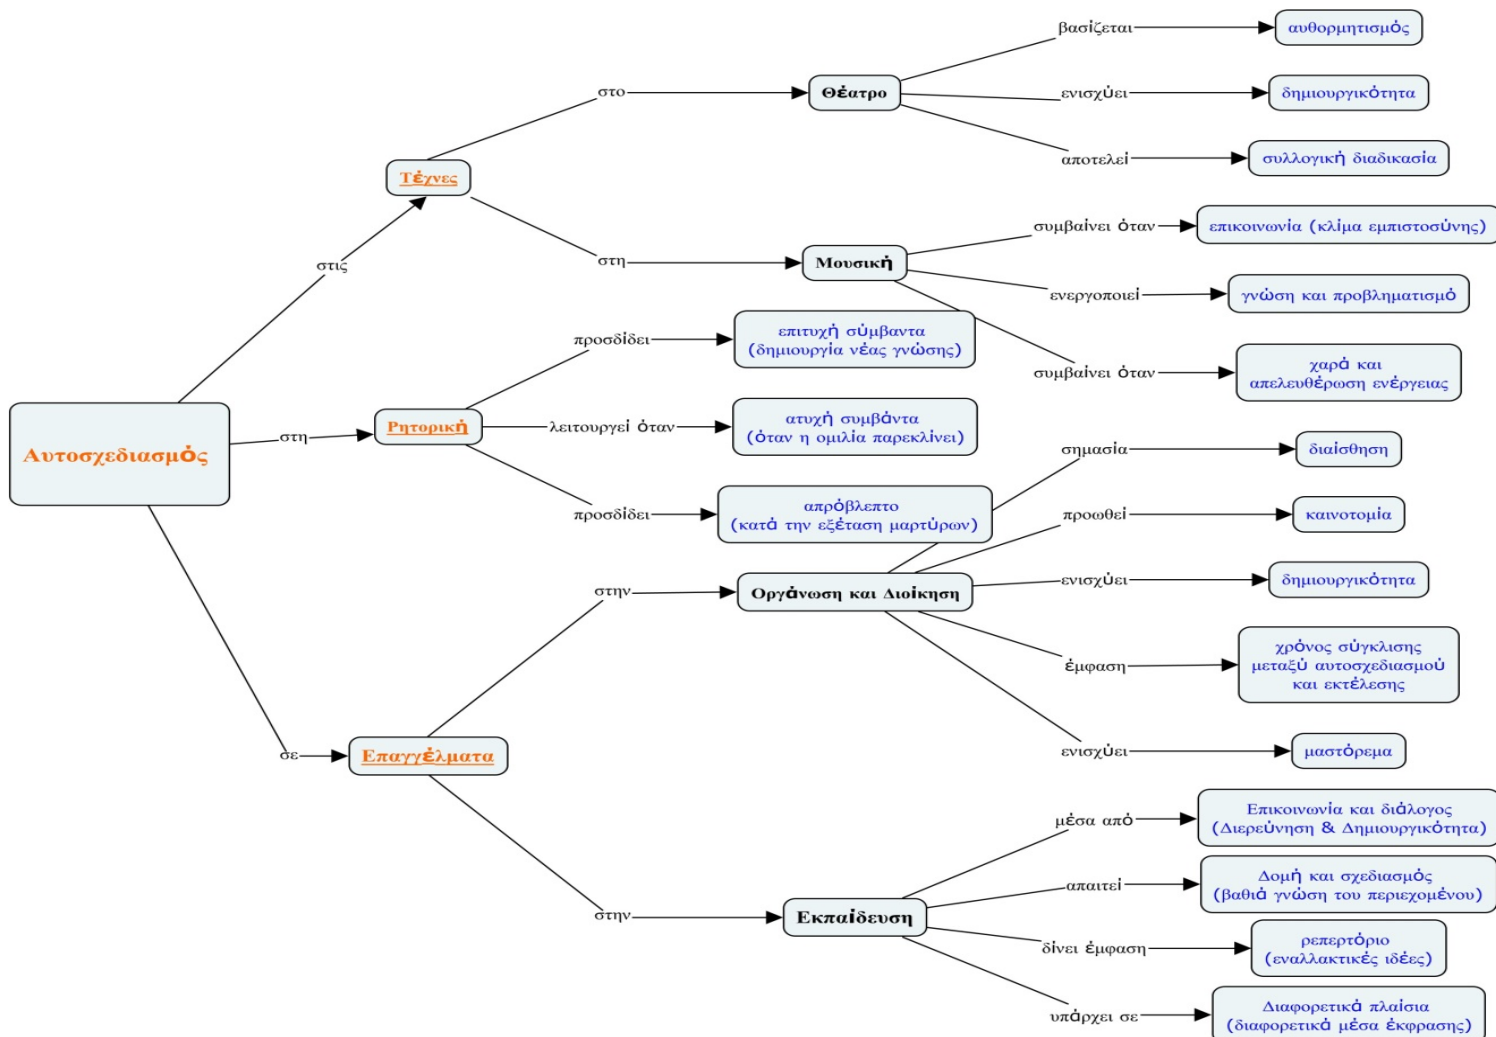 βασίζεται
αυθορμητισμός
στο
Θέατρο
ενισχύει
δημιουργικότητα
αποτελεί
συλλογική διαδικασία
Τέχνες
συμβαίνει όταν
επικοινωνία (κλίμα εμπιστοσύνης)
στις
στη
Μουσική
ενεργοποιεί
γνώση και προβληματισμό
προσδίδει
επιτυχή σύμβαντα
(δημιουργία νέας γνώσης)
συμβαίνει όταν
χαρά και
απελευθέρωση ενέργειας
Αυτοσχεδιασμός
στη
Ρητορική
λειτουργεί όταν
ατυχή συμβάντα
(όταν η ομιλία παρεκλίνει)
σημασία
διαίσθηση
προσδίδει
απρόβλεπτο
(κατά την εξέταση μαρτύρων)
προωθεί
καινοτομία
στην
Οργάνωση και Διοίκηση
ενισχύει
δημιουργικότητα
έμφαση
χρόνος σύγκλισης
μεταξύ αυτοσχεδιασμού
και εκτέλεσης
σε
Επαγγέλματα
ενισχύει
μαστόρεμα
μέσα από
Επικοινωνία και διάλογος
(Διερεύνηση & Δημιουργικότητα)
απαιτεί
Δομή και σχεδιασμός
(βαθιά γνώση του περιεχομένου)
στην
Εκπαίδευση
δίνει έμφαση
ρεπερτόριο
(εναλλακτικές ιδέες)
υπάρχει σε
Διαφορετικά πλαίσια
(διαφορετικά μέσα έκφρασης)